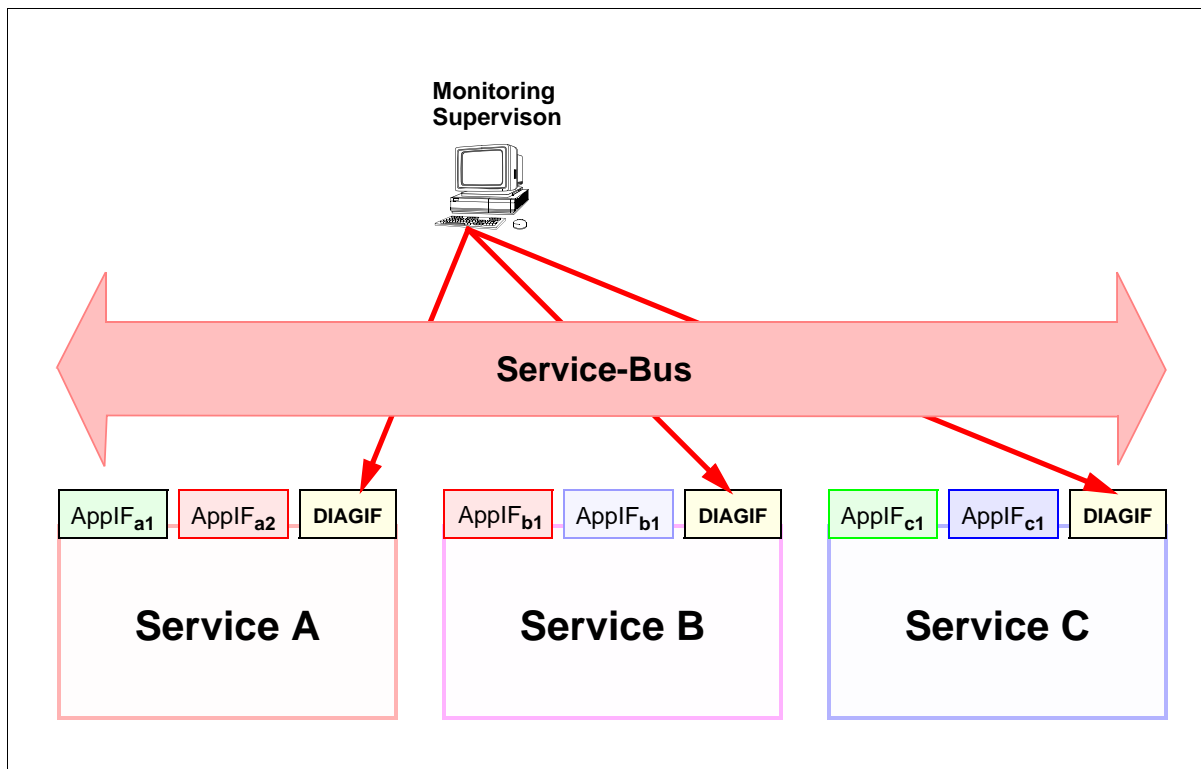 Monitoring
Supervison
Service-Bus
AppIFa1 AppIFa2 DIAGIF AppIFb1 AppIFb1 DIAGIF AppIFc1 AppIFc1 DIAGIF
Service A Service B Service C